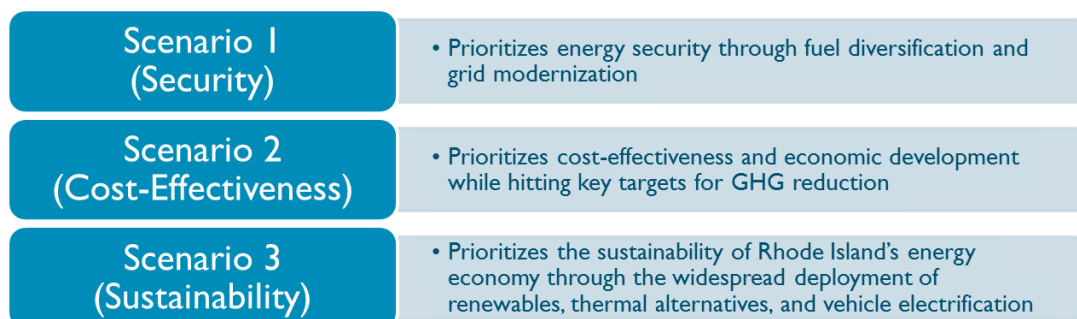 Scenario 1
(Security)
• Prioritizes energy security through fuel diversification and
grid modernization
Scenario 2
(Cost-Effectiveness)
• Prioritizes cost-effectiveness and economic development
while hitting key targets for GHG reduction
Scenario 3
(Sustainability)
• Prioritizes the sustainability of Rhode Island's energy
economy through the widespread deployment of
renewables, thermal alternatives, and vehicle electrification